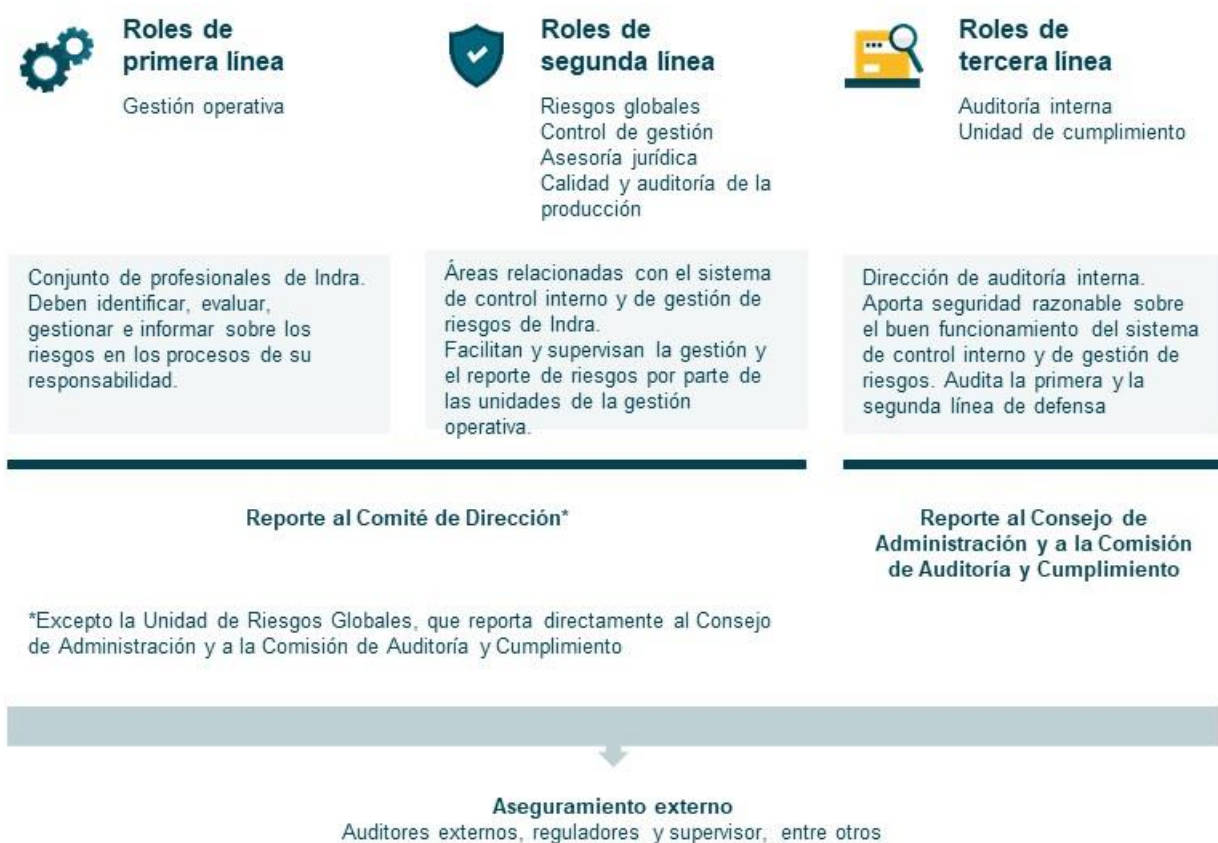 Roles de
primera línea
Gestión operativa
Roles de
segunda línea
Riesgos globales
Control de gestión
Asesoría jurídica
Calidad y auditoría de la
producción
Roles de
tercera línea
Auditoría interna
Unidad de cumplimiento
Conjunto de profesionales de Indra.
Deben identificar, evaluar,
gestionar e informar sobre los
riesgos en los procesos de su
responsabilidad.
Áreas relacionadas con el sistema
de control interno y de gestión de
riesgos de Indra.
Facilitan y supervisan la gestión y
el reporte de riesgos por parte de
las unidades de la gestión
operativa.
Dirección de auditoría interna.
Aporta seguridad razonable sobre
el buen funcionamiento del sistema
de control interno y de gestión de
riesgos. Audita la primera y la
segunda línea de defensa
Reporte al Comité de Dirección*
Reporte al Consejo de
Administración y a la Comisión
de Auditoría y Cumplimiento
*Excepto la Unidad de Riesgos Globales, que reporta directamente al Consejo
de Administración y a la Comisión de Auditoría y Cumplimiento
Aseguramiento externo
Auditores externos, reguladores y supervisor, entre otros